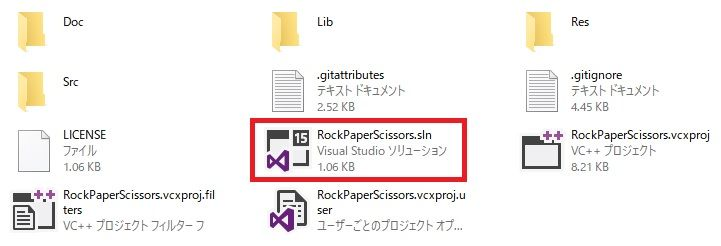 Doc
Lib
Res
Src
.gitattributes
テキスト ドキュメント
2.52 KB
.gitignore
テキスト ドキュメント
4.45 KB
LICENSE
ファイル
1.06 KB
15
RockPaperScissors.sln
Visual Studio ソリューション
1.06 KB
RockPaperScissors.vcxproj
VC++ プロジェクト
8.21 KB
RockPaperScissors.vcxproj.fil
ters
VC++ プロジェクト フィルター フ
RockPaperScissors.vcxproj.u
ser
ユーザーごとのプロジェクト オプ...